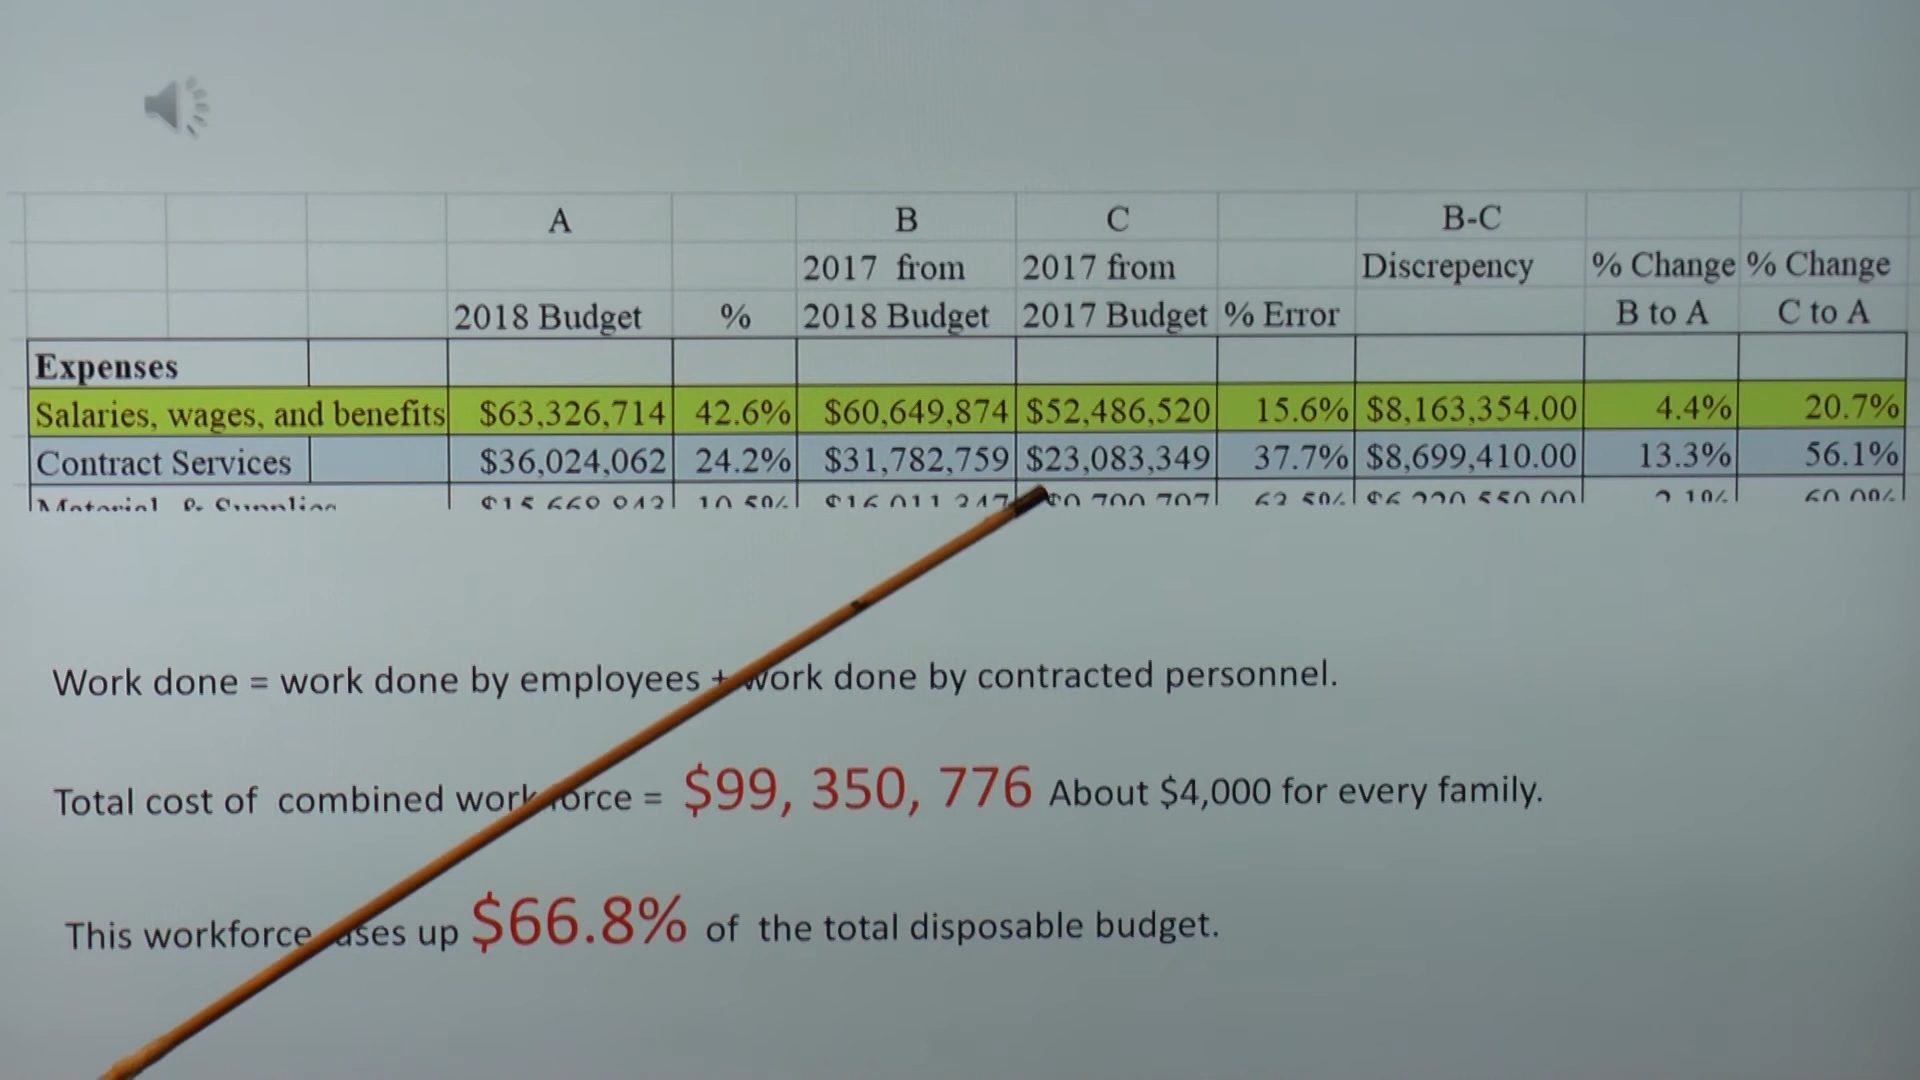 A B C B-C
2017 from 2017 from Discrepency % Change % Change
2018 Budget % 2018 Budget 2017 Budget % Error B to A C to A
Expenses
Salaries, wages, and benefits $63,326,714 42.6% $60,649,874 $52,486,520 15.6% $8,163,354.00 4.4% 20.7%
Contract Services $36,024,062 24.2% $31,782,759 $23,083,349 37.7% $8,699,410.00 13.3% 56.1%
Work done = work done by employees + work done by contracted personnel.
Total cost of combined workforce = $99, 350, 776 About $4,000 for every family.
This workforce uses up $66.8% of the total disposable budget.